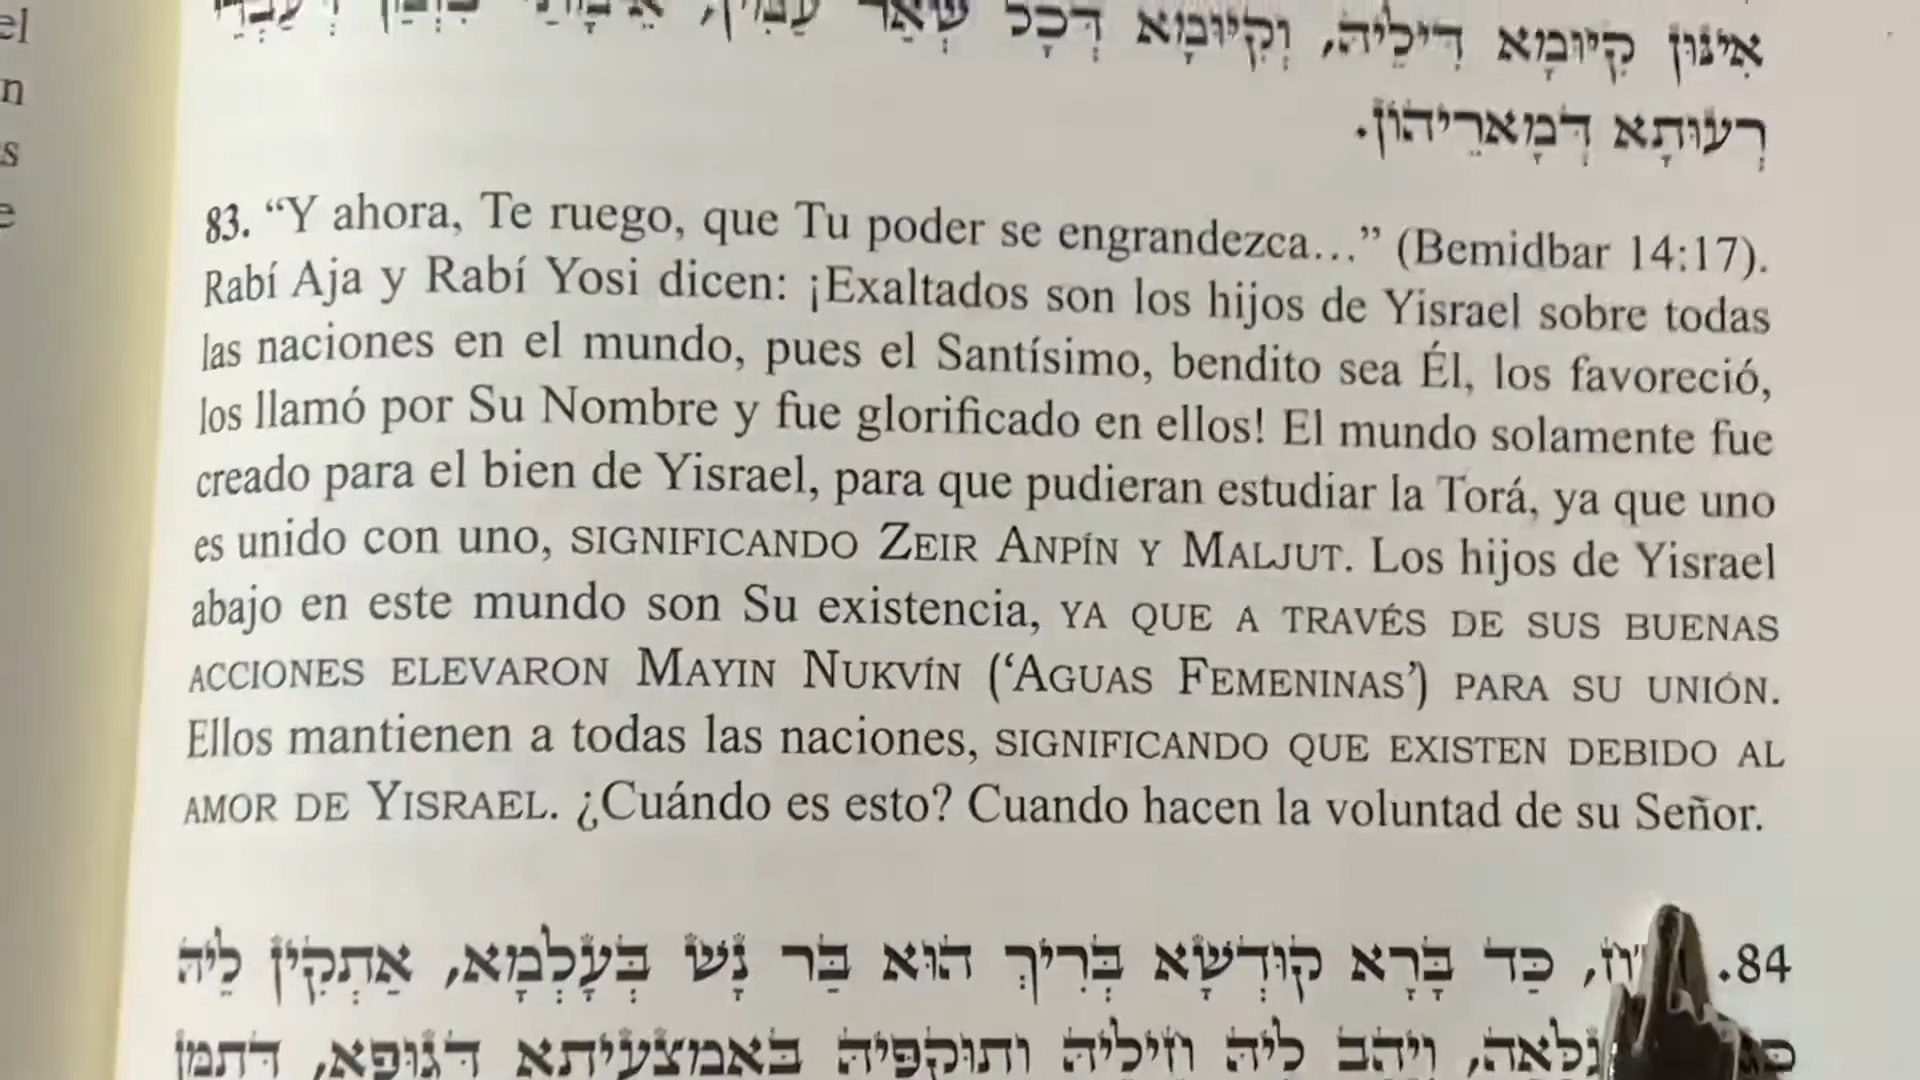 el
n
s
e
אִינּוּן קִיּוּמָא דִּילֵיהּ, וְקִיּוּמָא דְּכָל שְׁאַר עַמִּין,
רְעוּתָא דְּמָארֵיהוֹן.
83. “Y ahora, Te ruego, que Tu poder se engrandezca…” (Bemidbar 14:17).
Rabí Aja y Rabí Yosi dicen: ¡Exaltados son los hijos de Yisrael sobre todas
las naciones en el mundo, pues el Santísimo, bendito sea Él, los favoreció,
los llamó por Su Nombre y fue glorificado en ellos! El mundo solamente fue
creado para el bien de Yisrael, para que pudieran estudiar la Torá, ya que uno
es unido con uno, SIGNIFICANDO ZEIR ANPÍN Y MALJUT. Los hijos de Yisrael
abajo en este mundo son Su existencia, YA QUE A TRAVÉS DE SUS BUENAS
ACCIONES ELEVARON MAYIN NUKVÍN (‘AGUAS FEMENINAS’) PARA SU UNIÓN.
Ellos mantienen a todas las naciones, SIGNIFICANDO QUE EXISTEN DEBIDO AL
AMOR DE YISRAEL. ¿Cuándo es esto? Cuando hacen la voluntad de su Señor.
84. כַּד בָּרָא קוּדְשָׁא בְּרִיךְ הוּא בַּר נָשׁ בְּעָלְמָא, אַתְקִין לֵיהּ
וְיָהַב לֵיהּ חֵילֵיהּ וְתוּקְפֵּיהּ בְּאֶמְצָעִיתָא דְּגוּפָא, דְּתַמָּן